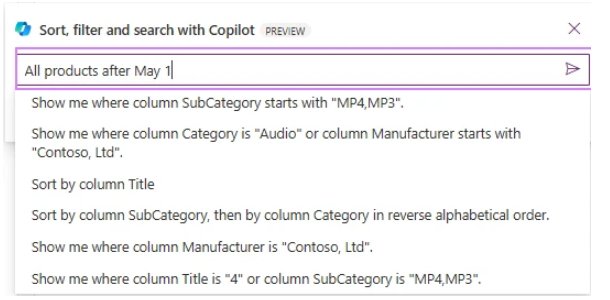 Sort, filter and search with Copilot PREVIEW
All products after May 1
Show me where column SubCategory starts with "MP4,MP3".
Show me where column Category is "Audio" or column Manufacturer starts with
"Contoso, Ltd".
Sort by column Title
Sort by column SubCategory, then by column Category in reverse alphabetical order.
Show me where column Manufacturer is "Contoso, Ltd".
Show me where column Title is "4" or column SubCategory is "MP4,MP3".